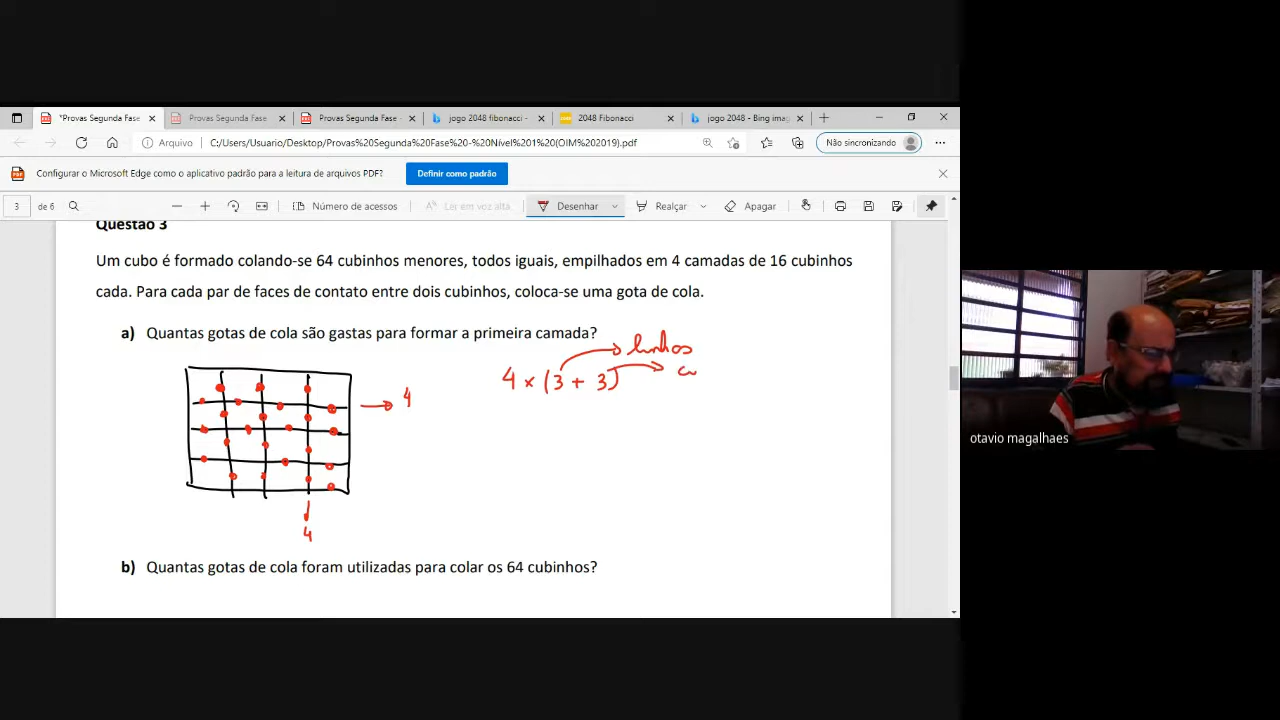 *Provas Segunda Fase
Provas Segunda Fase
Provas Segunda Fase -
jogo 2048 fibonacci -
2048 Fibonacci
jogo 2048 - Bing imag
Arquivo
C:/Users/Usuario/Desktop/Provas%20Segunda%20Fase%20-%20Nível%201%20(OIM%202019).pdf
Não sincronizando
Configurar o Microsoft Edge como o aplicativo padrão para a leitura de arquivos PDF?
Definir como padrão
3
de 6
Número de acessos
Ler em voz alta
Desenhar
Realçar
Apagar
Questão 3
Um cubo é formado colando-se 64 cubinhos menores, todos iguais, empilhados em 4 camadas de 16 cubinhos
cada. Para cada par de faces de contato entre dois cubinhos, coloca-se uma gota de cola.
a) Quantas gotas de cola são gastas para formar a primeira camada?
linhas
4 × (3 + 3)
4
4
b) Quantas gotas de cola foram utilizadas para colar os 64 cubinhos?
otavio magalhaes